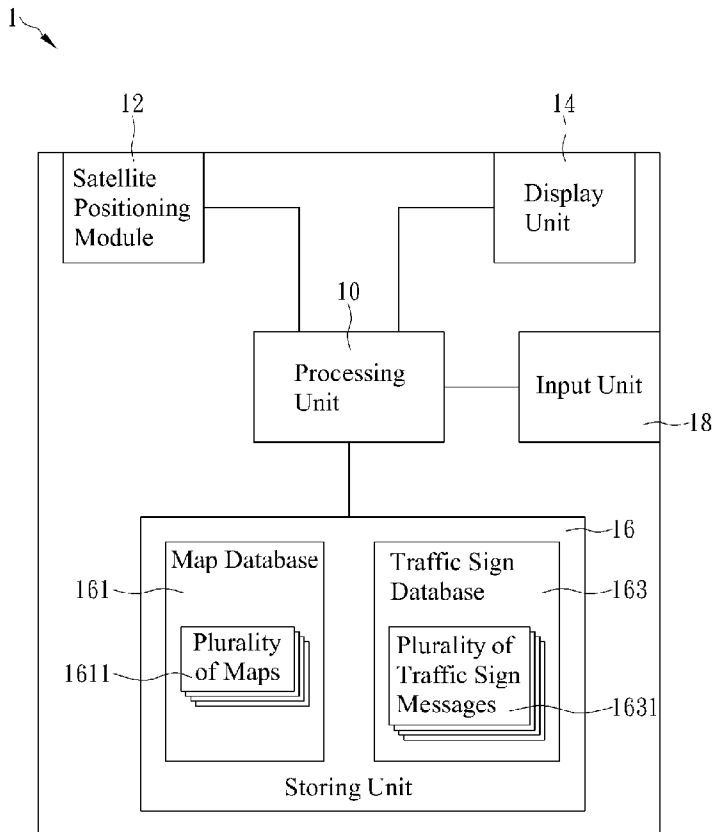 1
12
14
Satellite
Positioning
Module
Display
Unit
10
Processing
Unit
Input Unit
18
16
Map Database
161
Traffic Sign
Database
163
Plurality
of Maps
1611
Plurality of
Traffic Sign
Messages
1631
Storing Unit